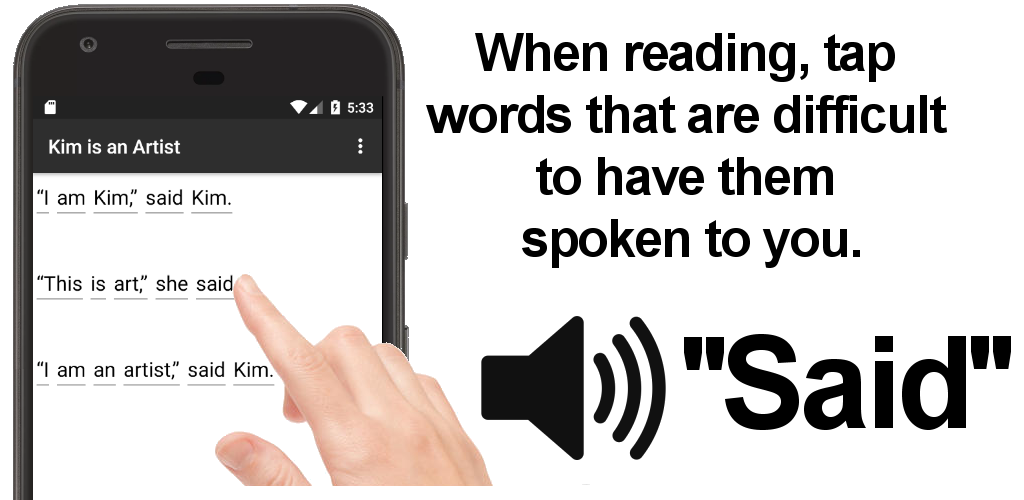 5:33
Kim is an Artist
“I am Kim,” said Kim.
“This is art,” she said
“I am an artist,” said Kim.
When reading, tap
words that are difficult
to have them
spoken to you.
"Said"